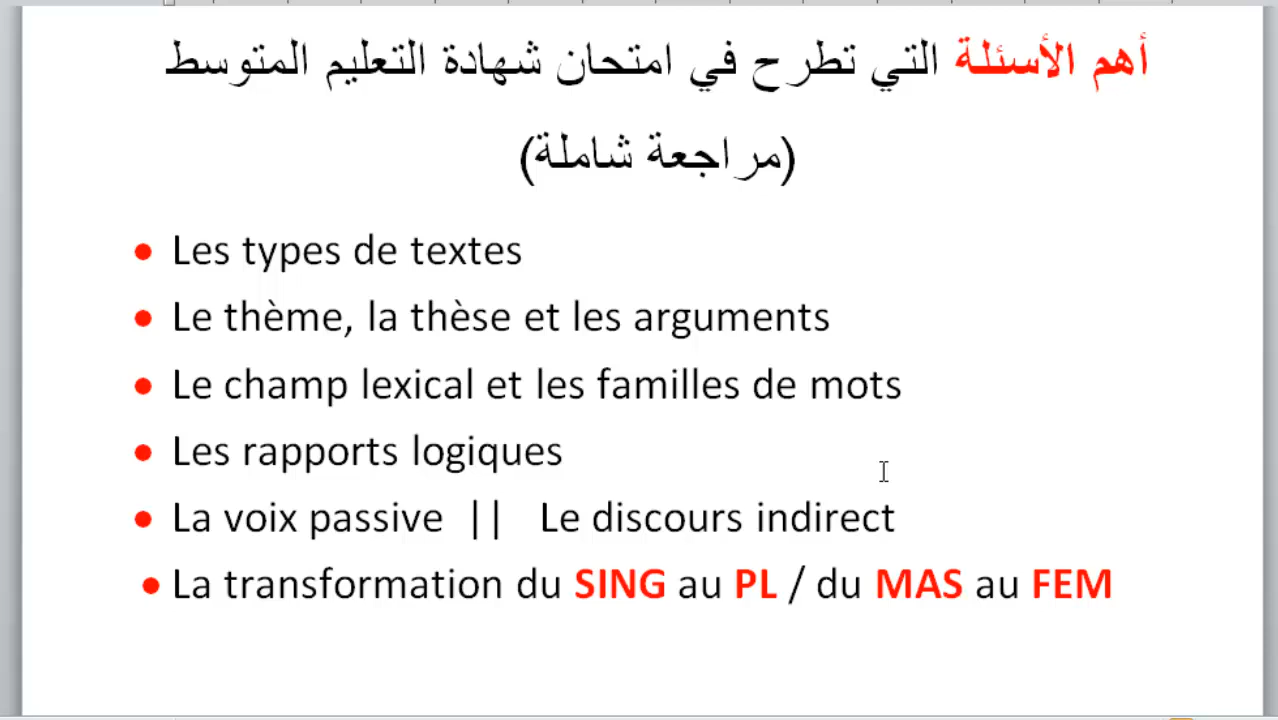 أهم الأسئلة التي تطرح في امتحان شهادة التعليم المتوسط
(مراجعة شاملة)
• Les types de textes
• Le thème, la thèse et les arguments
• Le champ lexical et les familles de mots
• Les rapports logiques
• La voix passive || Le discours indirect
• La transformation du SING au PL / du MAS au FEM